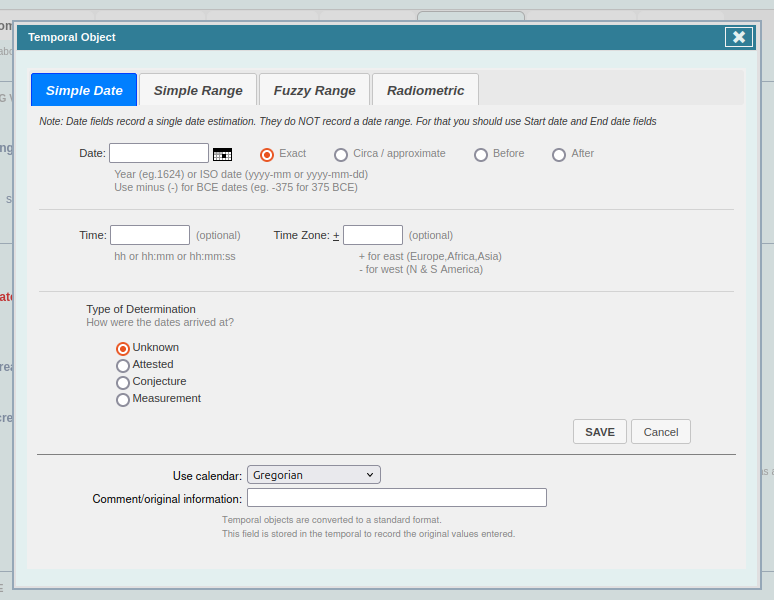 Temporal Object
Simple Date Simple Range Fuzzy Range Radiometric
Note: Date fields record a single date estimation. They do NOT record a date range. For that you should use Start date and End date fields
Date: Exact Circa / approximate Before After
Year (eg.1624) or ISO date (yyyy-mm or yyyy-mm-dd)
Use minus (-) for BCE dates (eg. -375 for 375 BCE)
Time: (optional) Time Zone: + (optional)
hh or hh:mm or hh:mm:ss + for east (Europe,Africa,Asia)
- for west (N & S America)
Type of Determination
How were the dates arrived at?
Unknown
Attested
Conjecture
Measurement
SAVE Cancel
Use calendar: Gregorian
Comment/original information:
Temporal objects are converted to a standard format.
This field is stored in the temporal to record the original values entered.